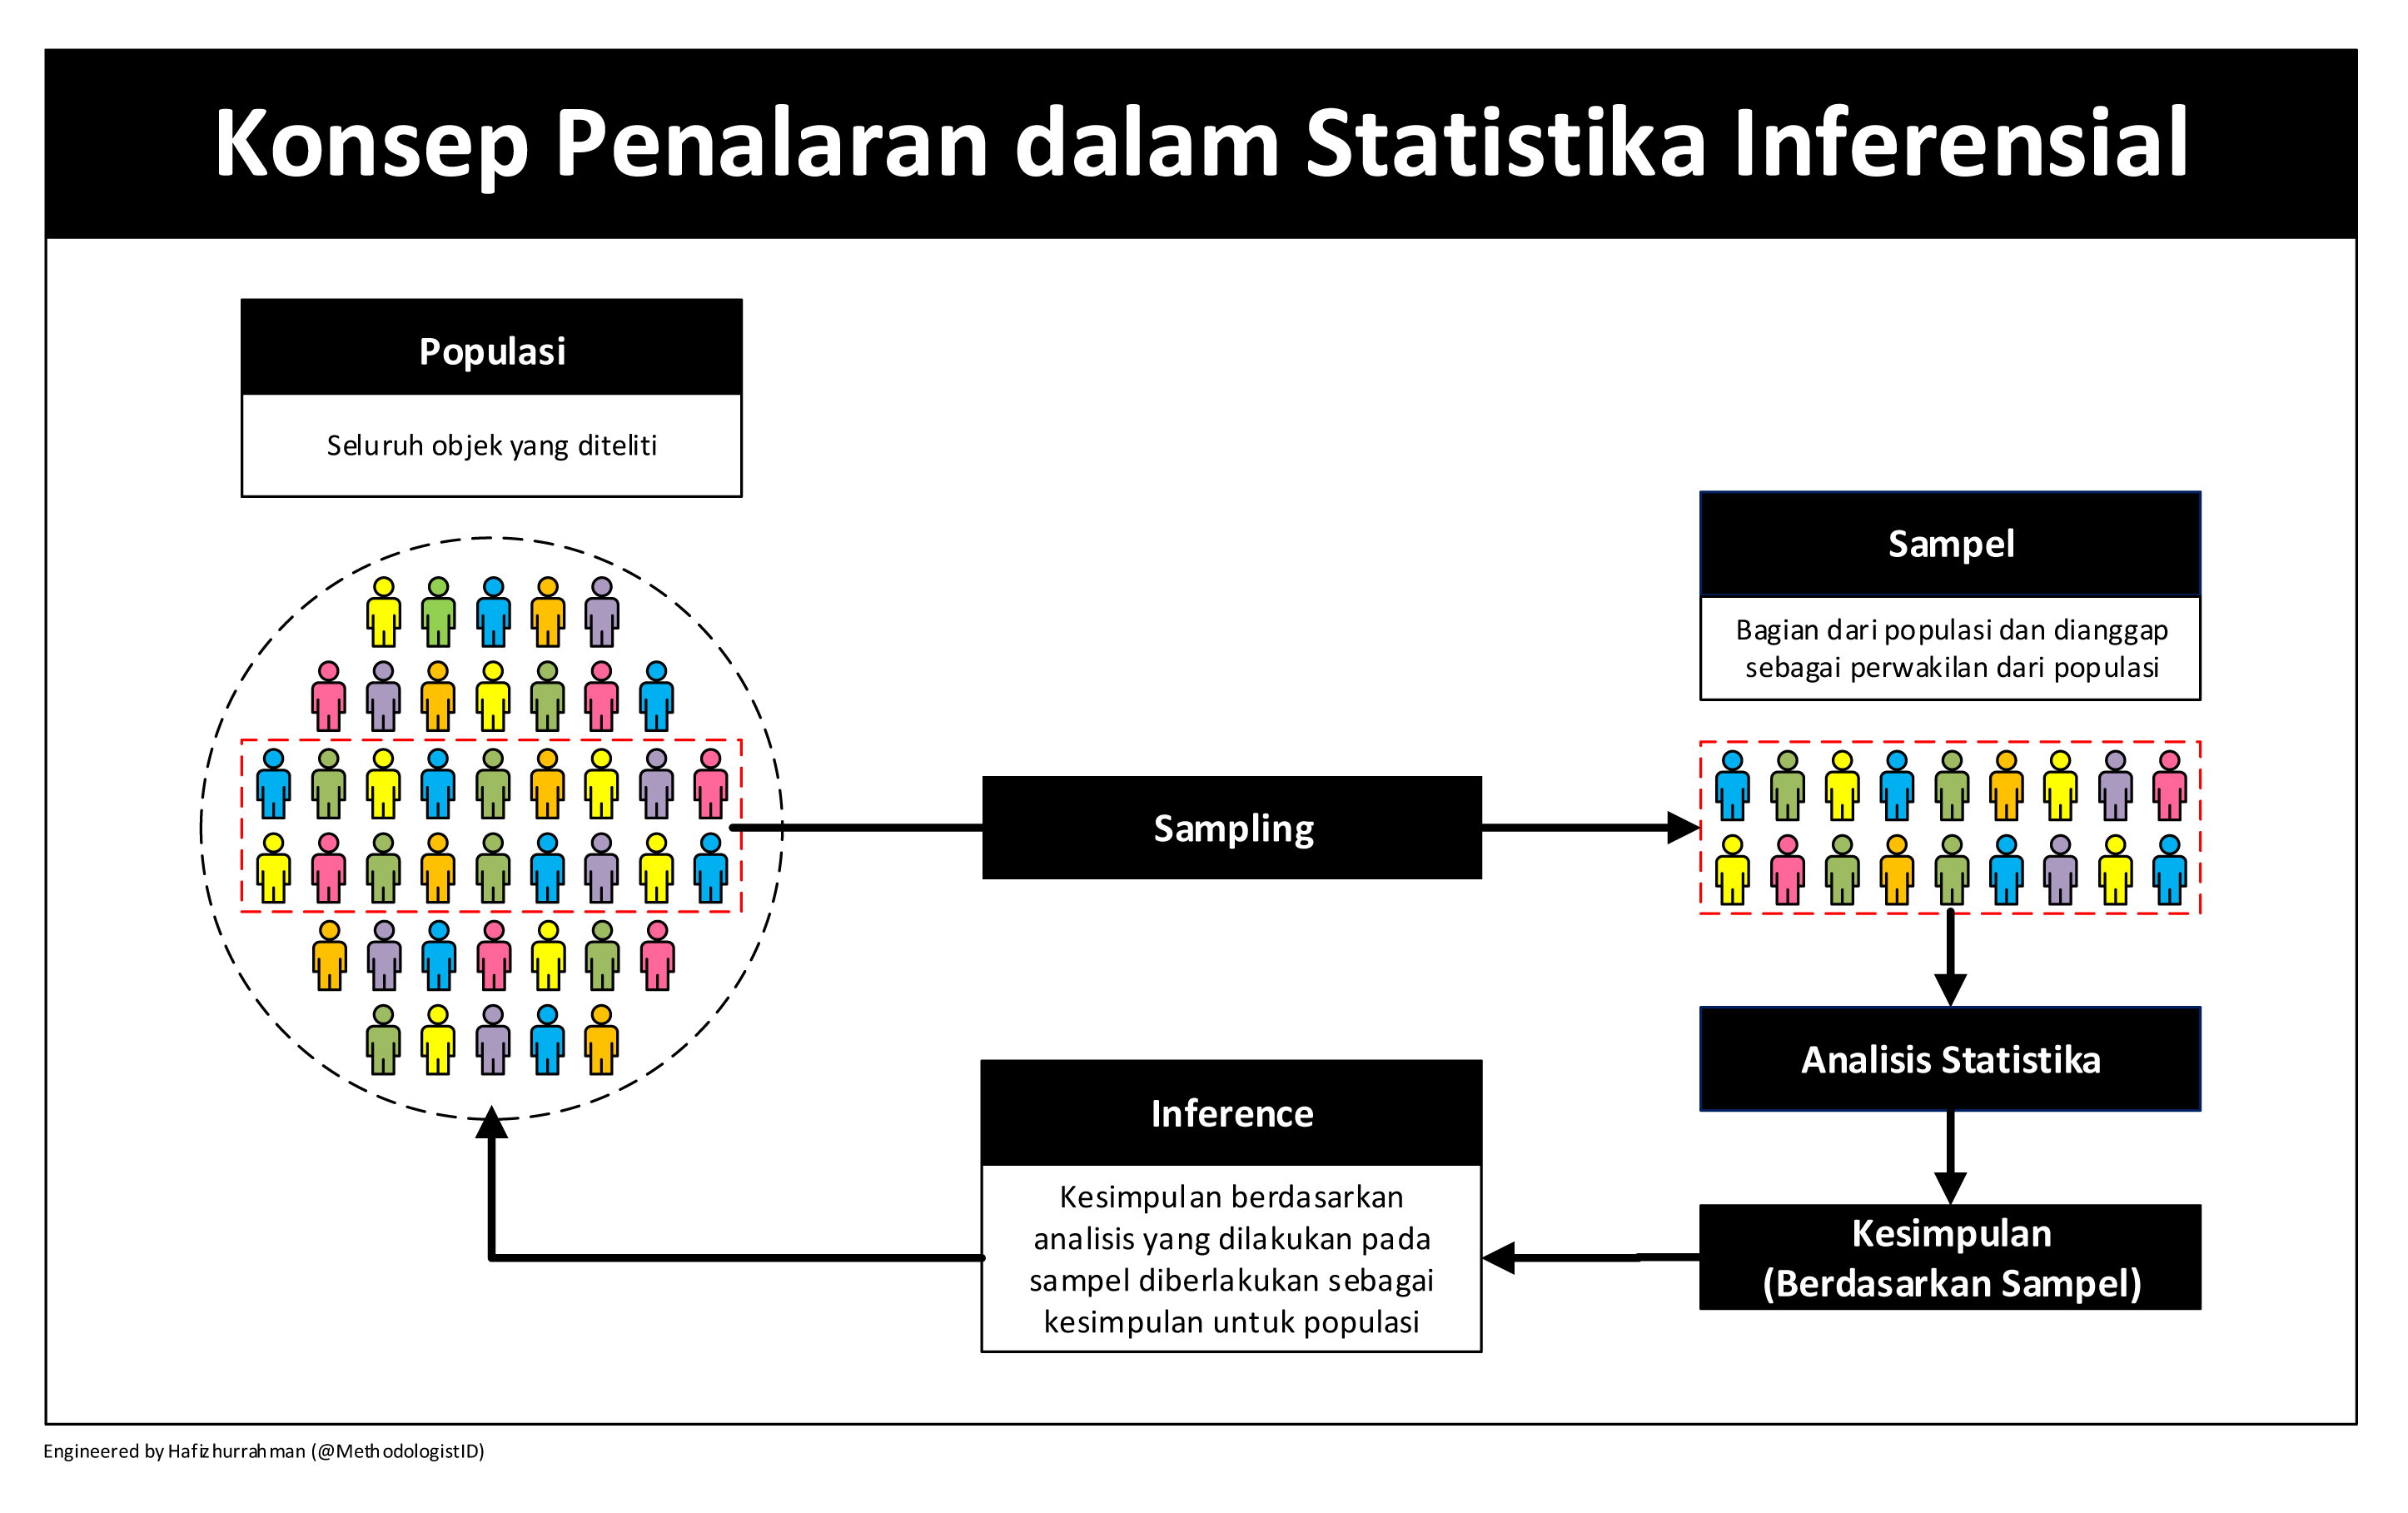 Konsep Penalaran dalam Statistika Inferensial
Populasi
Seluruh objek yang diteliti
Sampel
Bagian dari populasi dan dianggap
sebagai perwakilan dari populasi
Sampling
Analisis Statistika
Inference
Kesimpulan berdasarkan
analisis yang dilakukan pada
sampel diberlakukan sebagai
kesimpulan untuk populasi
Kesimpulan
(Berdasarkan Sampel)
Engineered by Hafizhurrahman (@MethodologistID)